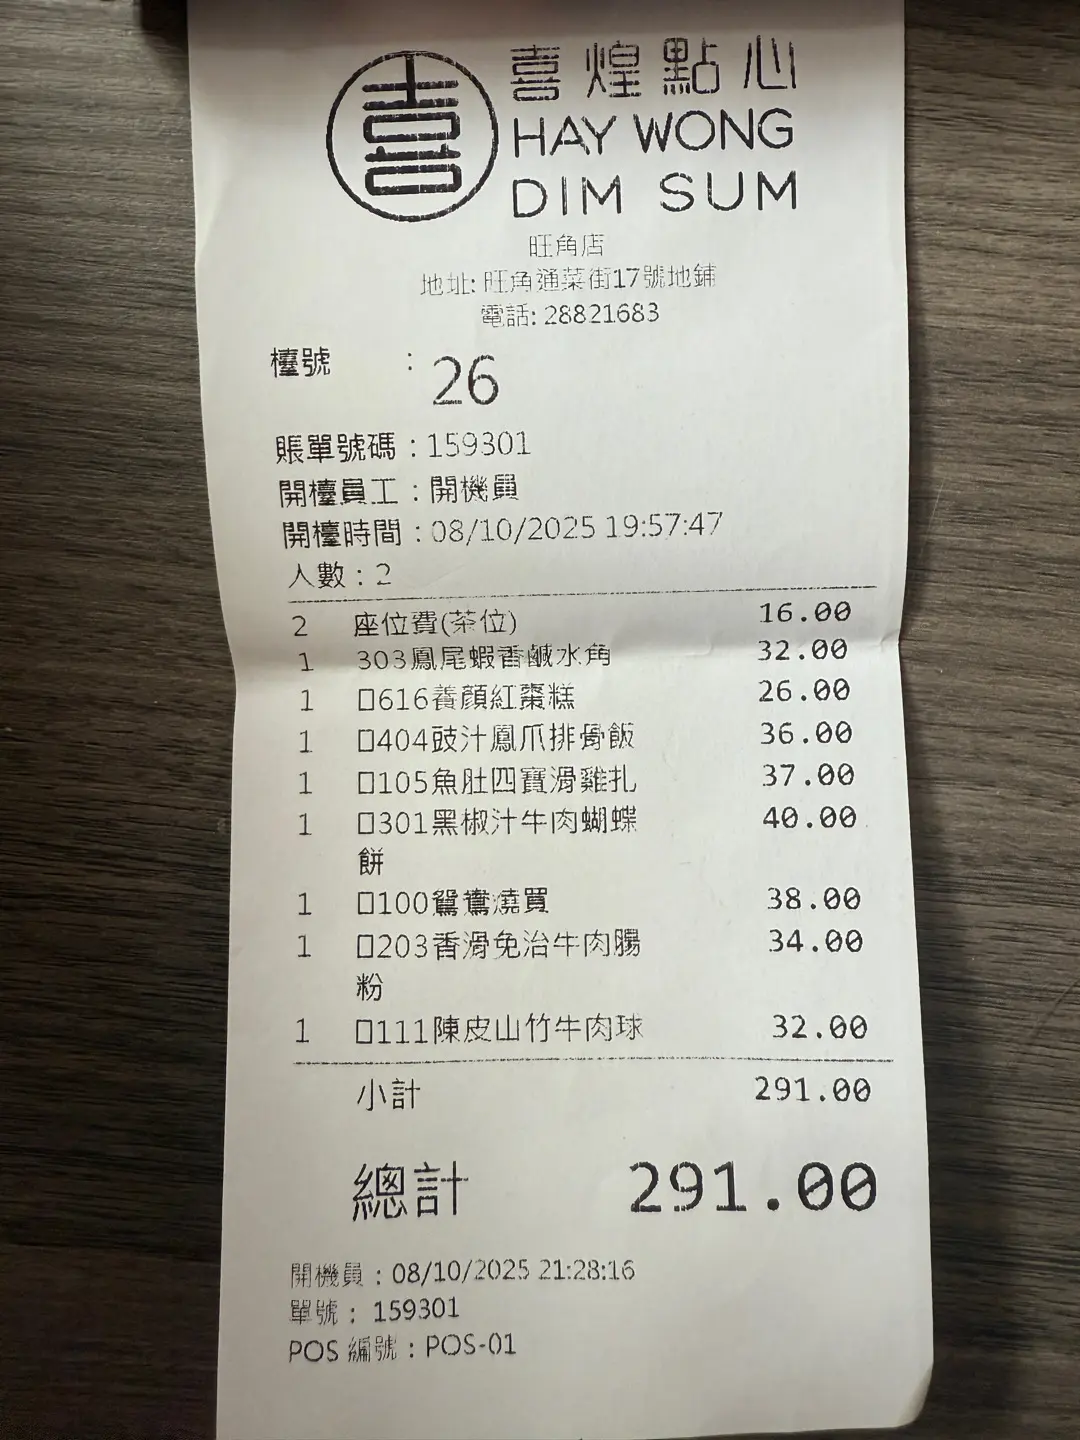 喜
喜煌點心
HAY WONG
DIM SUM
旺角店
地址: 旺角通菜街17號地鋪
電話: 28821683
檯號 : 26
賬單號碼 : 159301
開檯員工 : 開機員
開檯時間 : 08/10/2025 19:57:47
人數 : 2
2 座位費(茶位) 16.00
1 303鳳尾蝦香鹹水角 32.00
1 □616養顏紅棗糕 26.00
1 □404豉汁鳳爪排骨飯 36.00
1 □105魚肚四寶滑雞扎 37.00
1 □301黑椒汁牛肉蝴蝶 40.00
餅
1 □100鴛鴦燒買 38.00
1 □203香滑免治牛肉腸 34.00
粉
1 □111陳皮山竹牛肉球 32.00
小計 291.00
總計 291.00
開機員 : 08/10/2025 21:28:16
單號 : 159301
POS 編號 : POS-01